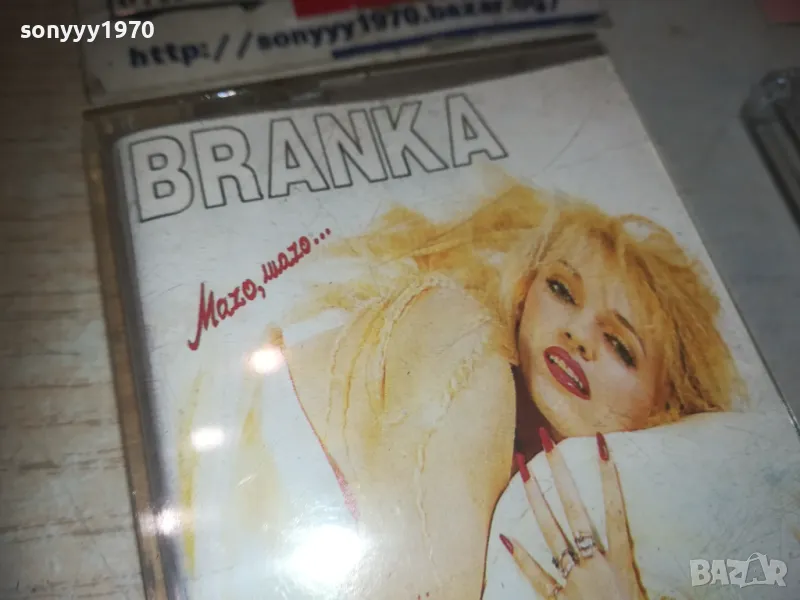 sonyyy1970
http://sonyyy1970.bazar.bg/
BRANKA
Мало, мало...
BAZAR